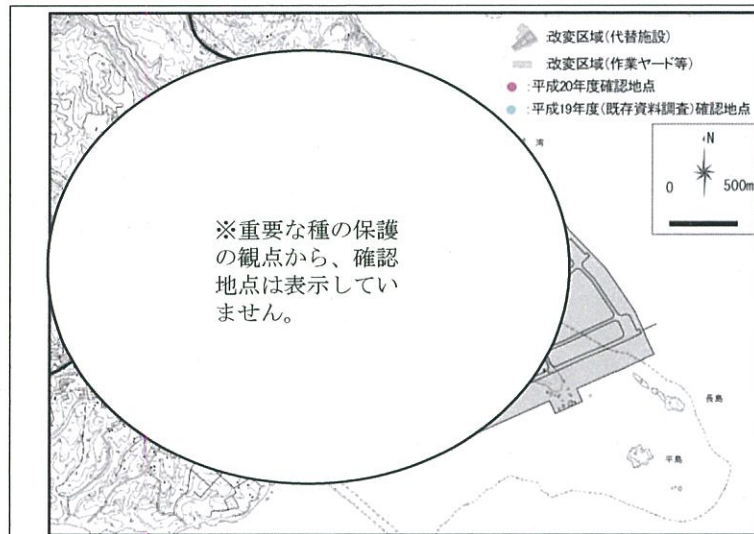 :改変区域(代替施設)
:改変区域(作業ヤード等)
:平成20年度確認地点
:平成19年度(既存資料調査)確認地点
湾
N
0 500m
※重要な種の保護
の観点から、確認
地点は表示してい
ません。
長島
平島